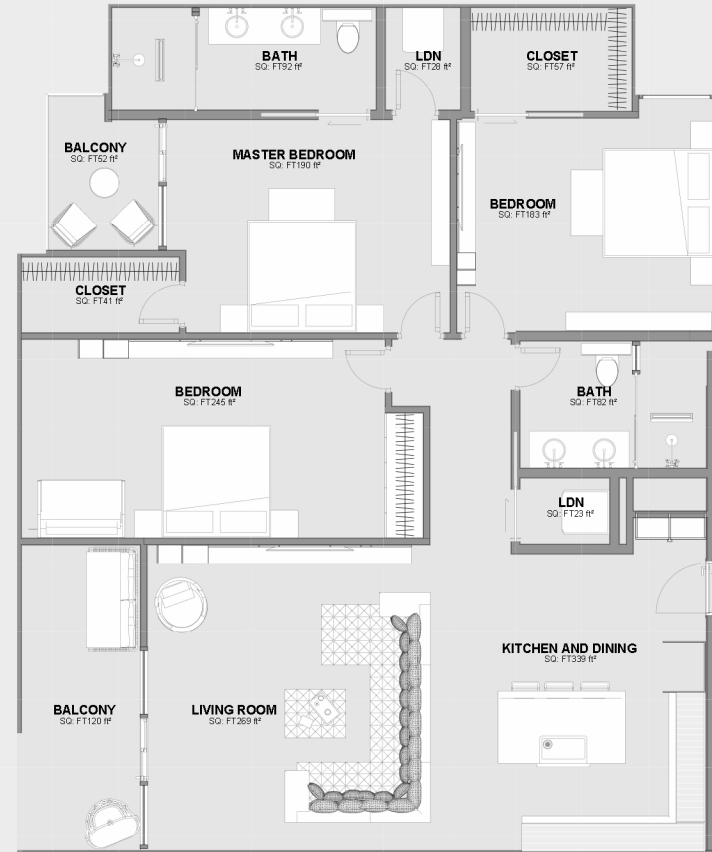 BATH
SQ: FT92 ft²
LDN
SQ: FT28 ft²
CLOSET
SQ: FT57 ft²
BALCONY
SQ: FT52 ft²
MASTER BEDROOM
SQ: FT190 ft²
BEDROOM
SQ: FT183 ft²
CLOSET
SQ: FT41 ft²
BEDROOM
SQ: FT245 ft²
BATH
SQ: FT82 ft²
LDN
SQ: FT23 ft²
KITCHEN AND DINING
SQ: FT339 ft²
BALCONY
SQ: FT120 ft²
LIVING ROOM
SQ: FT269 ft²